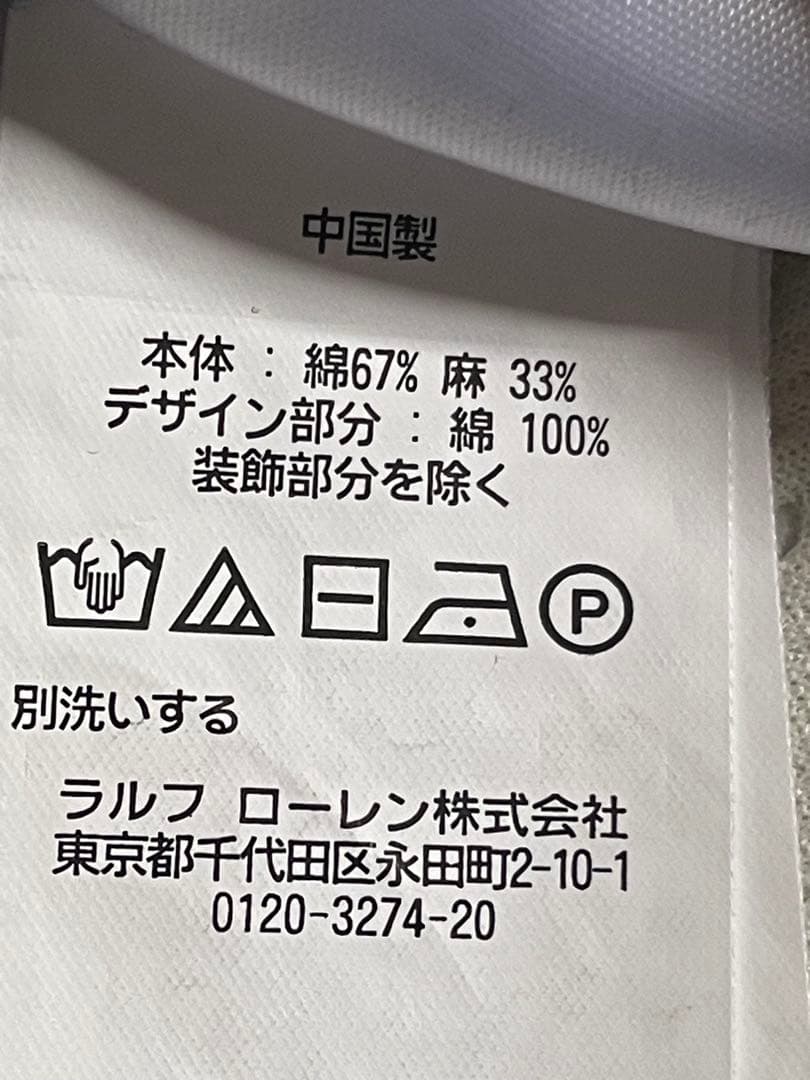 中国製
本体 : 綿67% 麻 33%
デザイン部分 : 綿 100%
装飾部分を除く
P
別洗いする
ラルフ ローレン株式会社
東京都千代田区永田町2-10-1
0120-3274-20